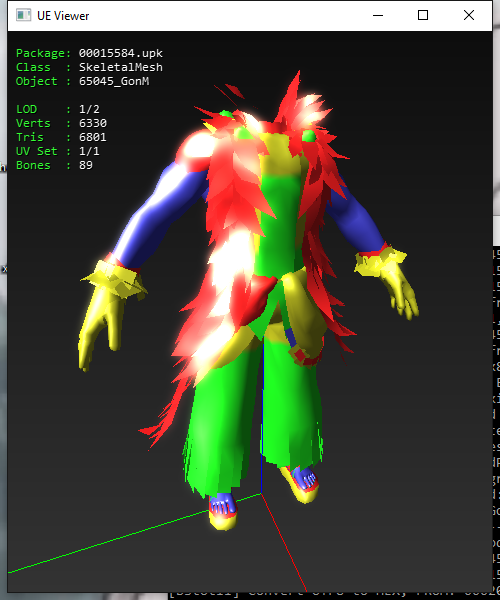 UE Viewer
Package: 00015584.upk
Class : SkeletalMesh
Object : 65045_GonM
LOD : 1/2
Verts : 6330
Tris : 6801
UV Set : 1/1
Bones : 89